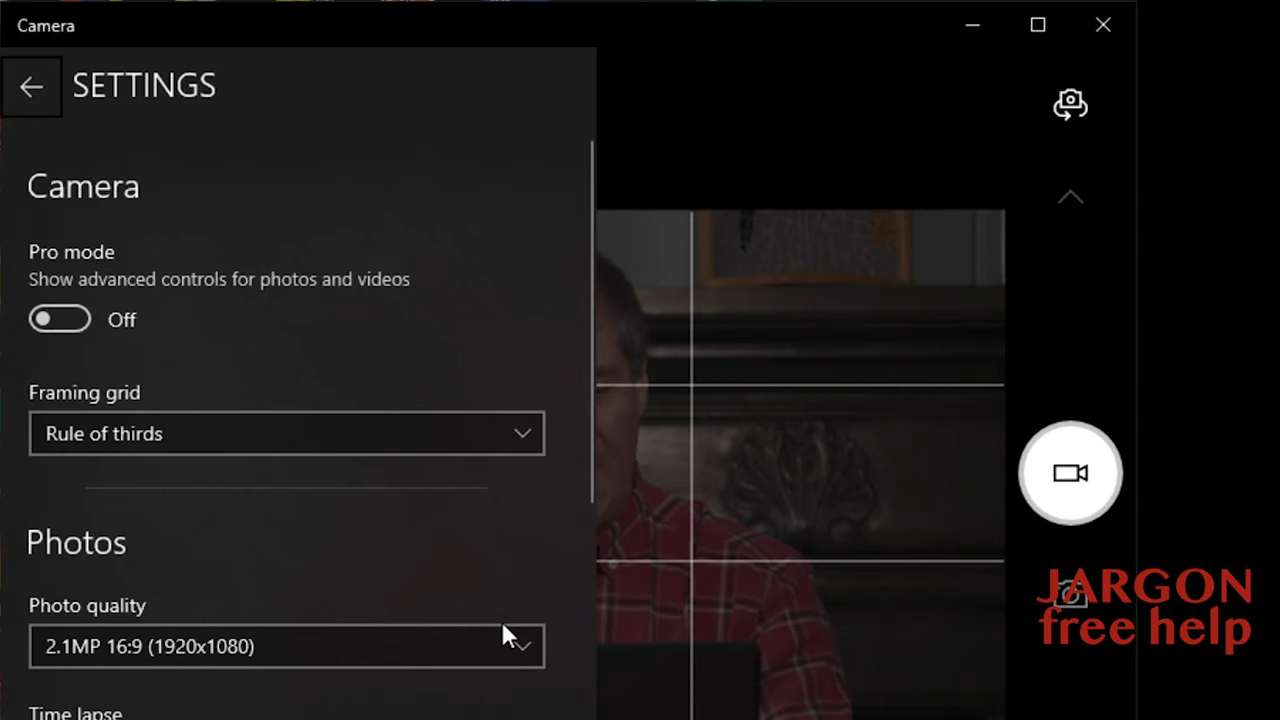 Camera
SETTINGS
Camera
Pro mode
Show advanced controls for photos and videos
Off
Framing grid
Rule of thirds
Photos
Photo quality
2.1MP 16:9 (1920x1080)
Time lapse
JARGON
free help